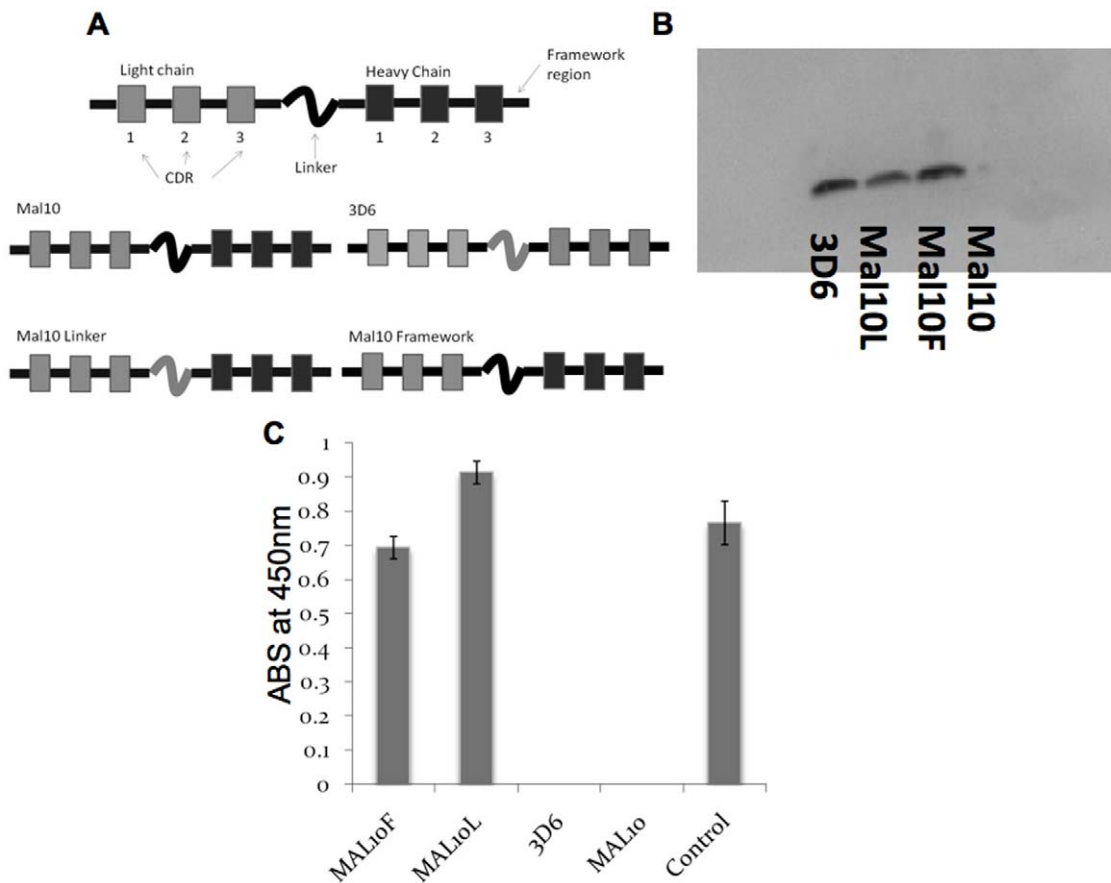 A
Light chain
Heavy Chain
Framework
region
1
2
3
1
2
3
CDR
Linker
Mal10
3D6
Mal10 Linker
Mal10 Framework
B
3D6
Mal10L
Mal10F
Mal10
C
ABS at 450nm
1
0.9
0.8
0.7
0.6
0.5
0.4
0.3
0.2
0.1
0
MAL10F
MAL10L
3D6
MAL10
Control